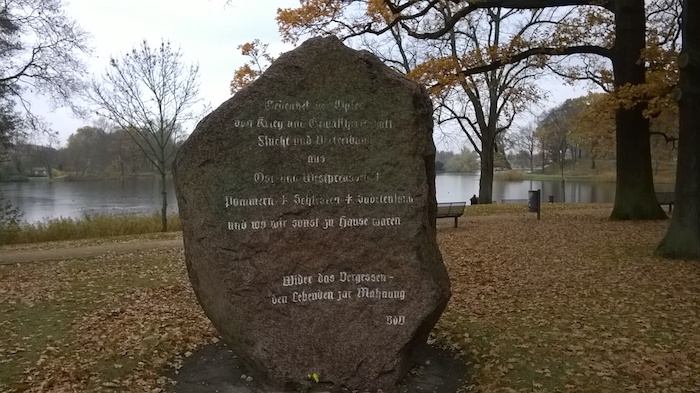 Gedenket der Opfer
von Krieg und Gewaltherrschaft
Flucht und Vertreibung
aus
Ost- und Westpreussen +
Pommern + Schlesien + Sudetenland
und wo wir sonst zu Hause waren
Wider das Vergessen -
den Lebenden zur Mahnung
BdV